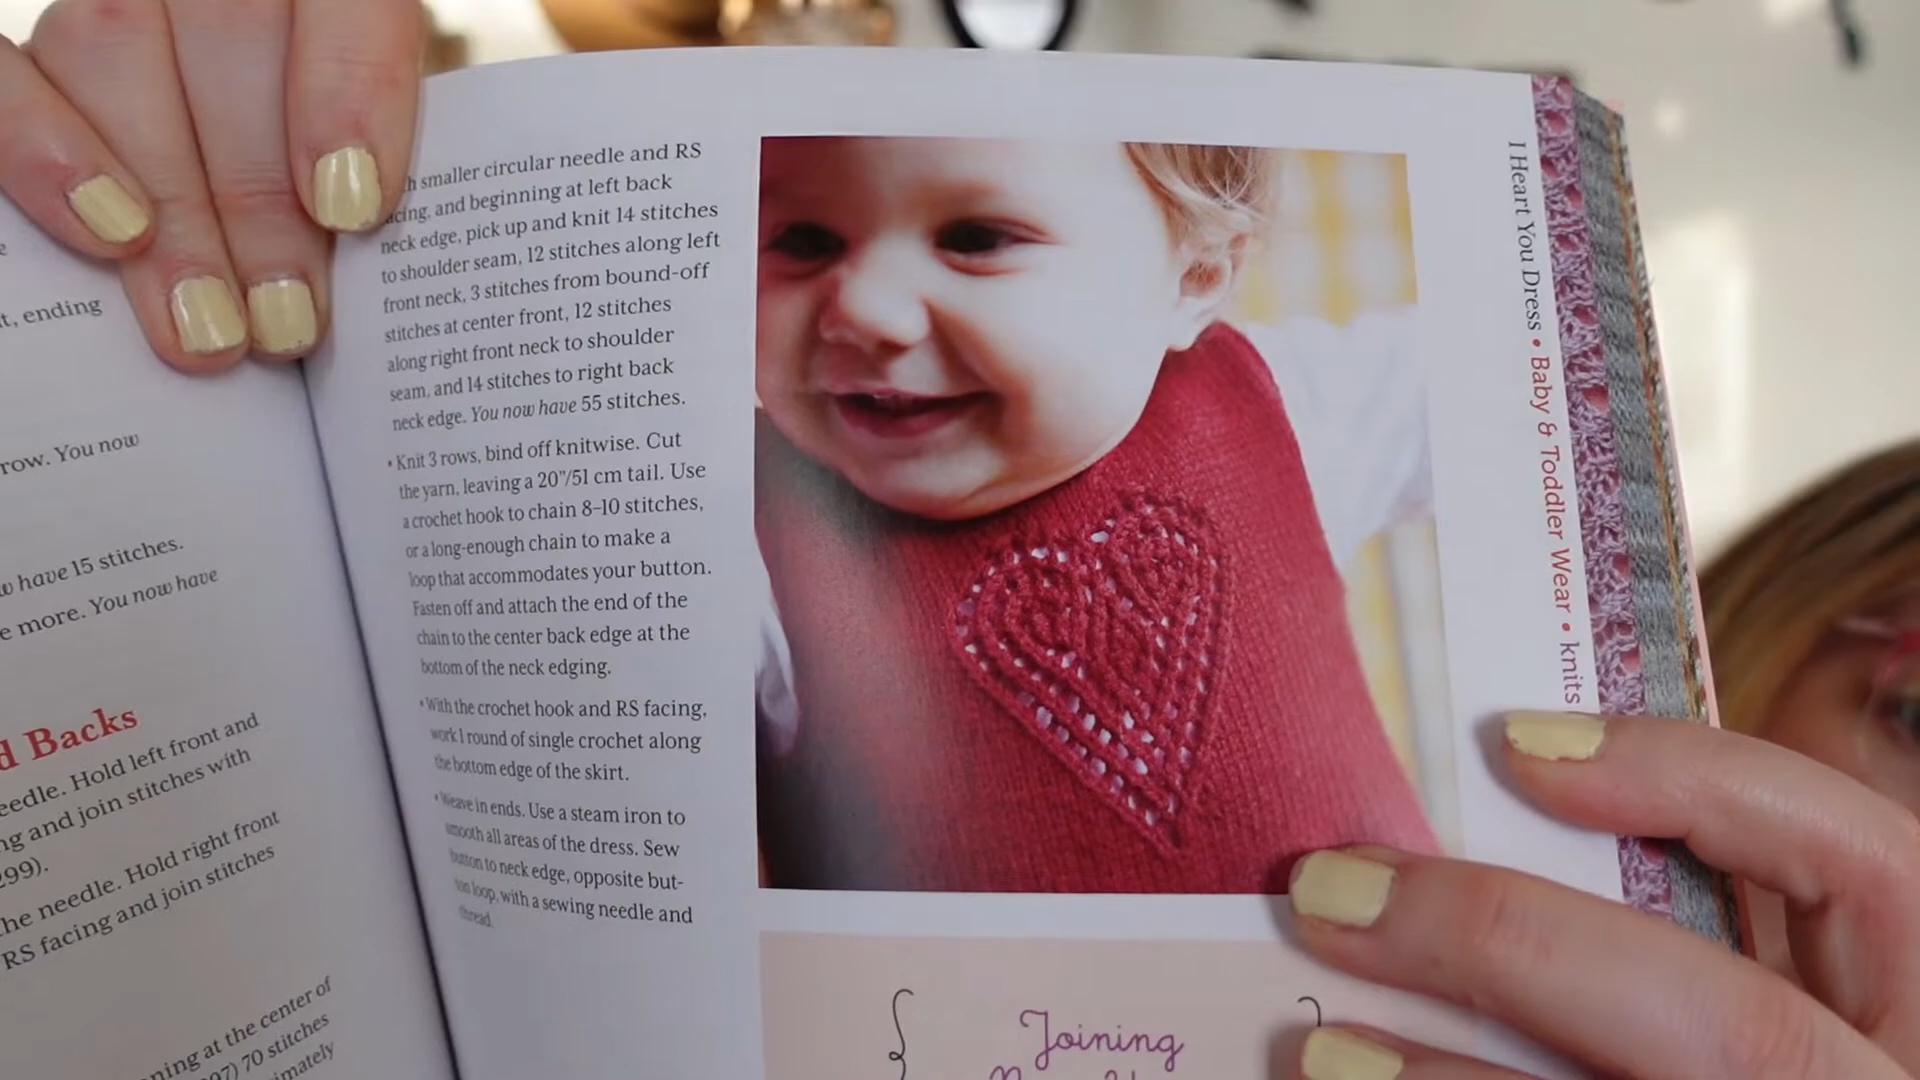 t, ending
row. You now
have 15 stitches.
e more. You now have
d Backs
eedle. Hold left front and
ng and join stitches with
299).
he needle. Hold right front
RS facing and join stitches
ning at the center of
70 stitches
smaller circular needle and RS
and beginning at left back
neck edge, pick up and knit 14 stitches
to shoulder seam, 12 stitches along left
front neck, 3 stitches from bound-off
stitches at center front, 12 stitches
along right front neck to shoulder
seam, and 14 stitches to right back
neck edge. You now have 55 stitches.
• Knit 3 rows, bind off knitwise. Cut
the yarn, leaving a 20"/51 cm tail. Use
a crochet hook to chain 8–10 stitches,
or a long-enough chain to make a
loop that accommodates your button.
Fasten off and attach the end of the
chain to the center back edge at the
bottom of the neck edging.
• With the crochet hook and RS facing,
work 1 round of single crochet along
the bottom edge of the skirt.
• Weave in ends. Use a steam iron to
smooth all areas of the dress. Sew
button to neck edge, opposite but-
ton loop, with a sewing needle and
thread.
I Heart You Dress • Baby & Toddler Wear • knits
Joining